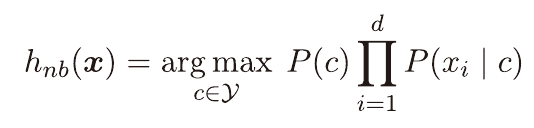 $h_{nb}(\boldsymbol{x}) = \underset{c \in \mathcal{Y}}{\arg\max}\ P(c) \prod_{i=1}^{d} P(x_i \mid c)$